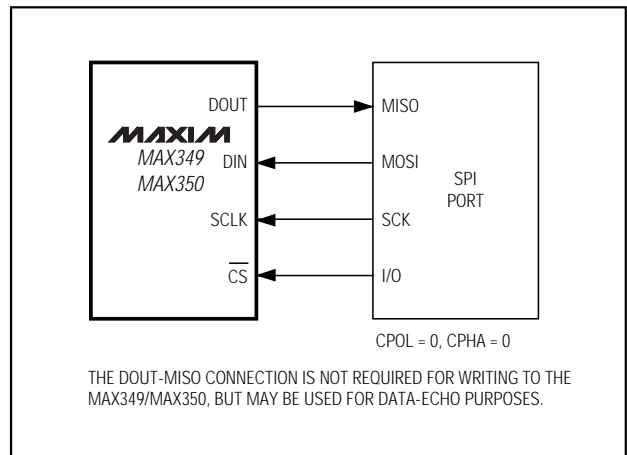 DOUT MISO
MAXIM
MAX349 DIN MOSI
MAX350
SPI
PORT
SCLK SCK
CS I/O
CPOL = 0, CPHA = 0
THE DOUT-MISO CONNECTION IS NOT REQUIRED FOR WRITING TO THE
MAX349/MAX350, BUT MAY BE USED FOR DATA-ECHO PURPOSES.